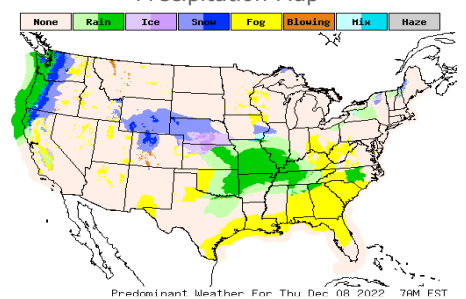 Precipitation Map
None Rain Ice Snow Fog Blowing Mix Haze
Predominant Weather For Thu Dec 08 2022 7AM EST